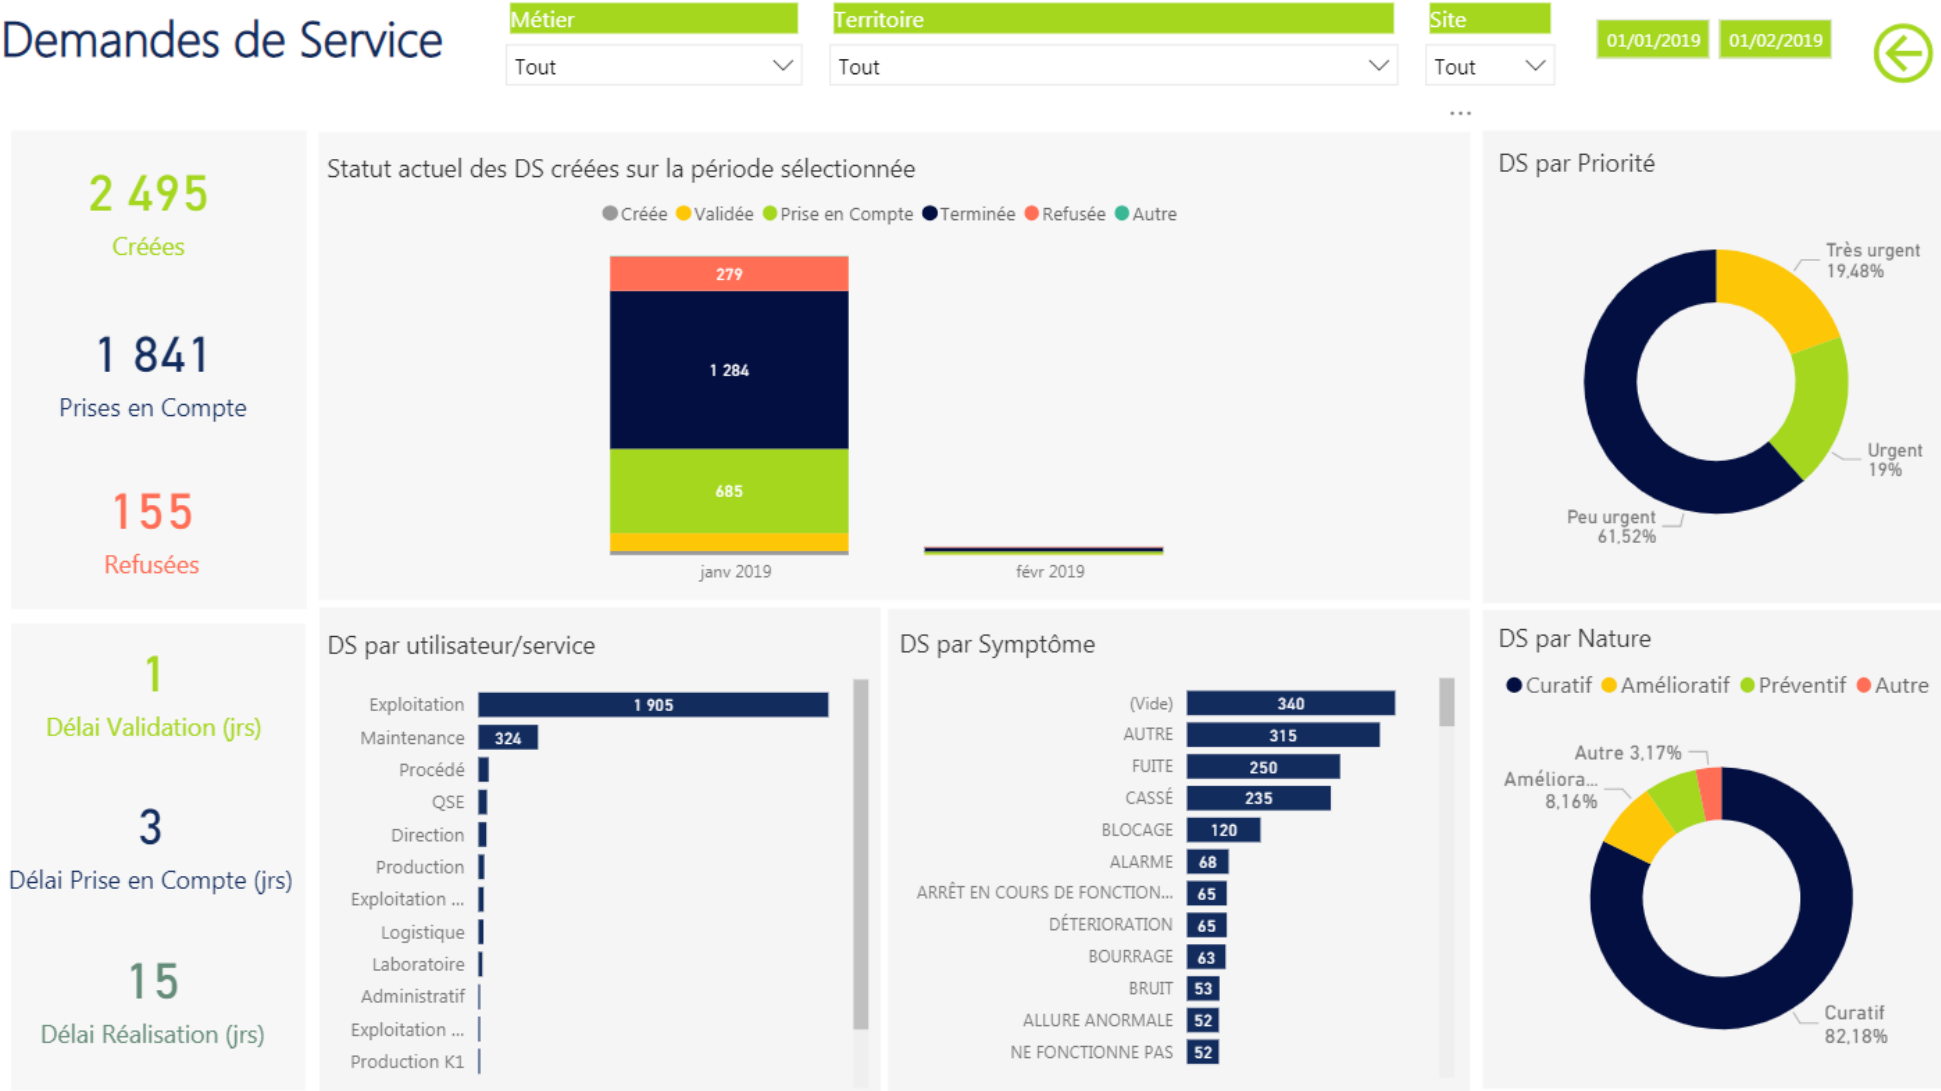 Demandes de Service
Métier
Tout
Territoire
Tout
Site
Tout
01/01/2019
01/02/2019
...
2 495
Créées
1 841
Prises en Compte
155
Refusées
1
Délai Validation (jrs)
3
Délai Prise en Compte (jrs)
15
Délai Réalisation (jrs)
Statut actuel des DS créées sur la période sélectionnée
Créée Validée Prise en Compte Terminée Refusée Autre
279
1 284
685
janv 2019
févr 2019
DS par Priorité
Très urgent
19,48%
Urgent
19%
Peu urgent
61,52%
DS par utilisateur/service
Exploitation 1 905
Maintenance 324
Procédé
QSE
Direction
Production
Exploitation ...
Logistique
Laboratoire
Administratif
Exploitation ...
Production K1
DS par Symptôme
(Vide) 340
AUTRE 315
FUITE 250
CASSÉ 235
BLOCAGE 120
ALARME 68
ARRÊT EN COURS DE FONCTION... 65
DÉTERIORATION 65
BOURRAGE 63
BRUIT 53
ALLURE ANORMALE 52
NE FONCTIONNE PAS 52
DS par Nature
Curatif Amélioratif Préventif Autre
Autre 3,17%
Améliora...
8,16%
Curatif
82,18%